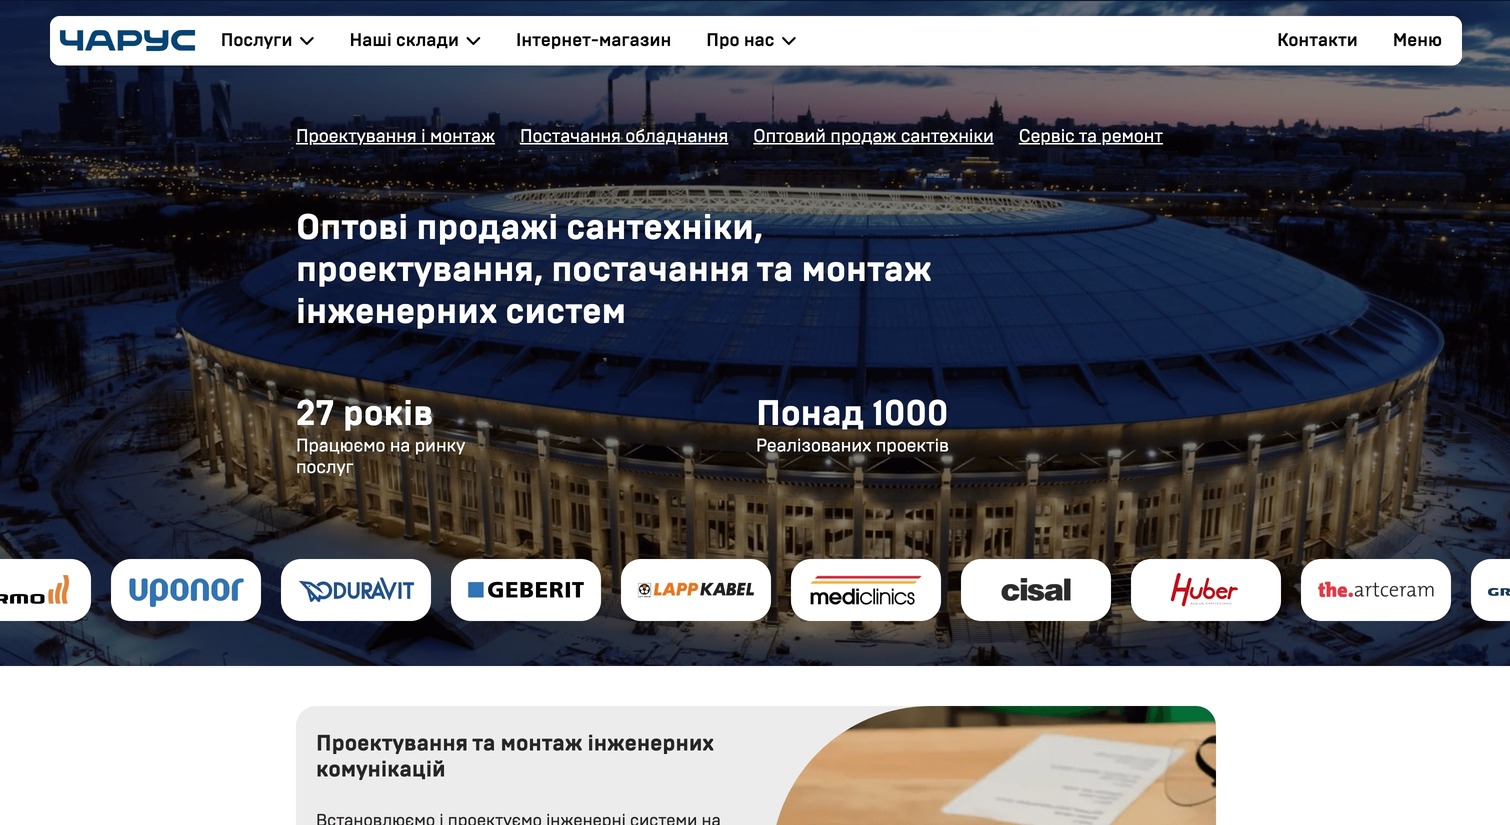 ЧАРУС Послуги Наші склади Інтернет-магазин Про нас Контакти Меню
Проектування і монтаж Постачання обладнання Оптовий продаж сантехніки Сервіс та ремонт
Оптові продажі сантехніки,
проектування, постачання та монтаж
інженерних систем
27 років
Працюємо на ринку
послуг
Понад 1000
Реалізованих проектів
uponor DURAVIT GEBERIT LAPP KABEL mediclinics cisal Huber the.artceram
Проектування та монтаж інженерних
комунікацій
Встановлюємо і проектуємо інженерні системи на